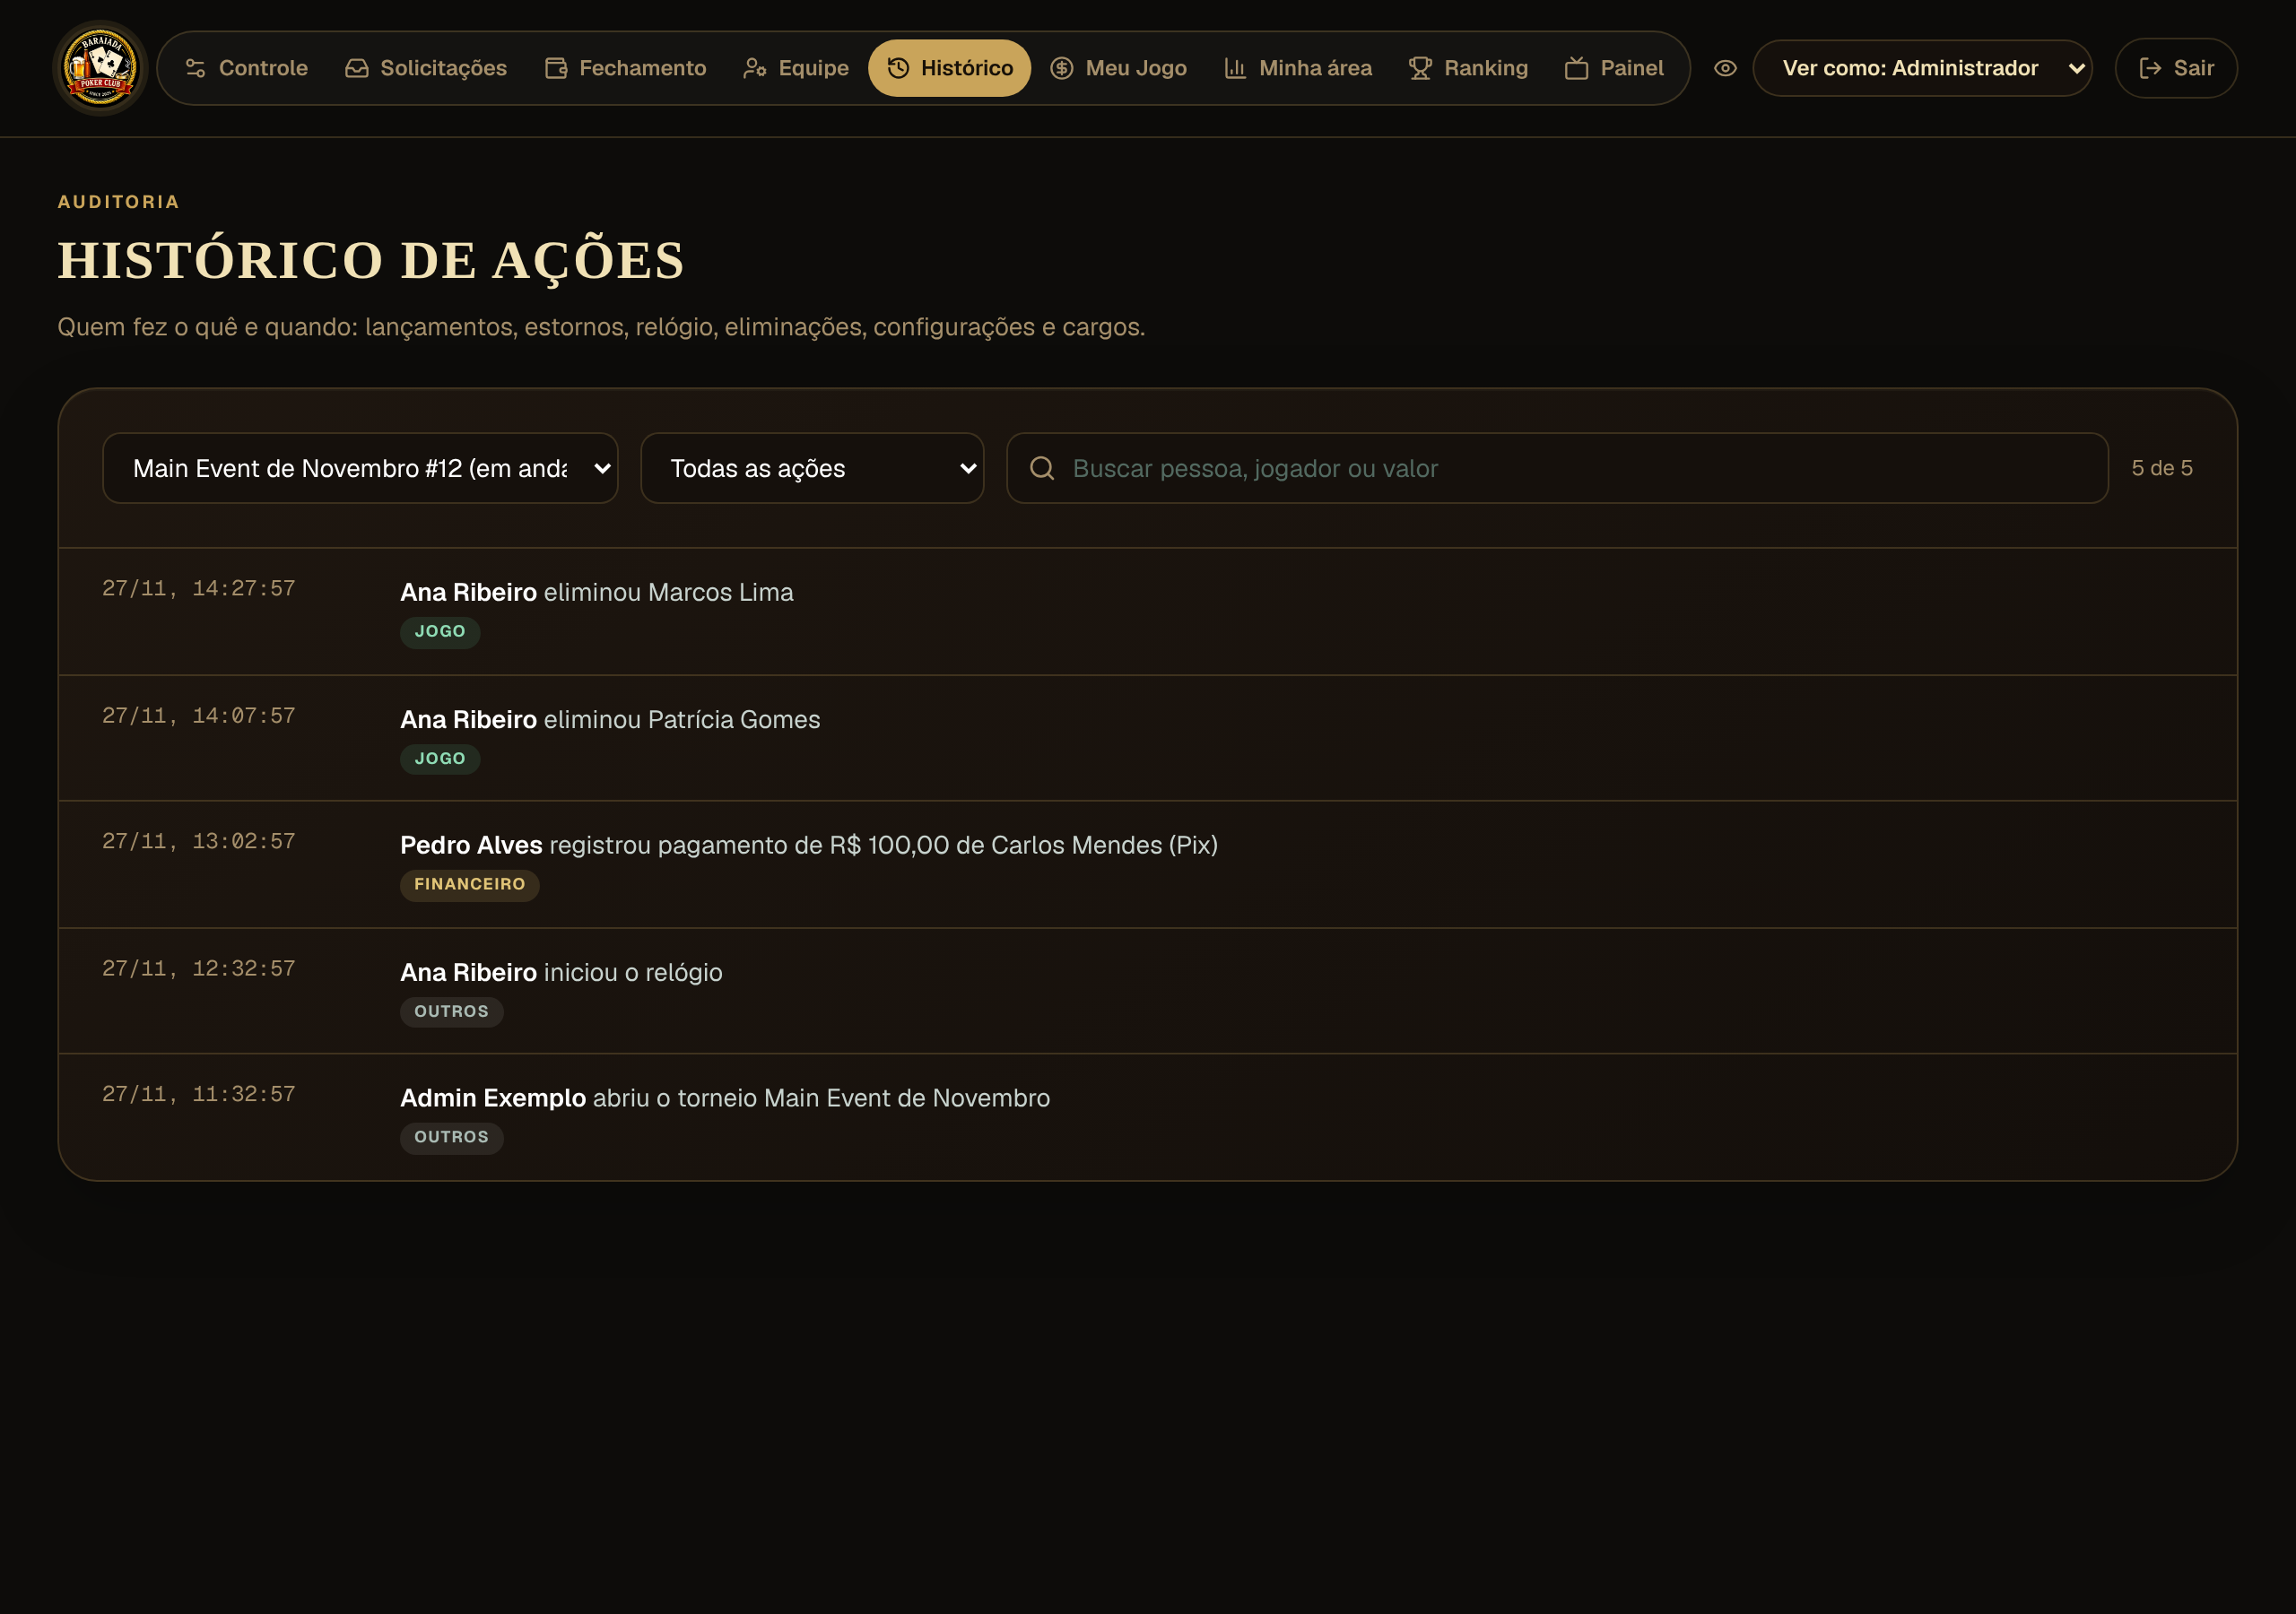 BARAJADA
POKER CLUB
Controle
Solicitações
Fechamento
Equipe
Histórico
Meu Jogo
Minha área
Ranking
Painel
Ver como: Administrador
Sair
AUDITORIA
HISTÓRICO DE AÇÕES
Quem fez o quê e quando: lançamentos, estornos, relógio, eliminações, configurações e cargos.
Main Event de Novembro #12 (em anda
Todas as ações
Buscar pessoa, jogador ou valor
5 de 5
27/11, 14:27:57
Ana Ribeiro eliminou Marcos Lima
JOGO
27/11, 14:07:57
Ana Ribeiro eliminou Patrícia Gomes
JOGO
27/11, 13:02:57
Pedro Alves registrou pagamento de R$ 100,00 de Carlos Mendes (Pix)
FINANCEIRO
27/11, 12:32:57
Ana Ribeiro iniciou o relógio
OUTROS
27/11, 11:32:57
Admin Exemplo abriu o torneio Main Event de Novembro
OUTROS